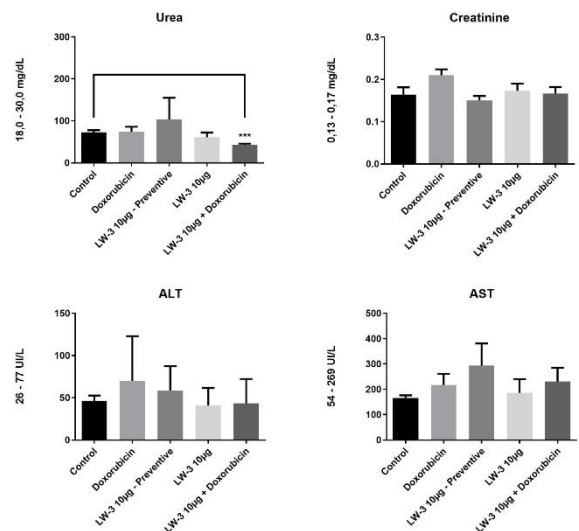 Urea
18,0 - 30,0 mg/dL
150
100
50
0
***
Control
Doxorubicin
LW-3 10µg - Preventive
LW-3 10µg
LW-3 10µg + Doxorubicin
Creatinine
0,13 - 0,17 mg/dL
0.3
0.2
0.1
0.0
Control
Doxorubicin
LW-3 10µg - Preventive
LW-3 10µg
LW-3 10µg + Doxorubicin
ALT
26 - 77 UI/L
150
100
50
0
Control
Doxorubicin
LW-3 10µg - Preventive
LW-3 10µg
LW-3 10µg + Doxorubicin
AST
54 - 269 UI/L
500
400
300
200
100
0
Control
Doxorubicin
LW-3 10µg - Preventive
LW-3 10µg
LW-3 10µg + Doxorubicin